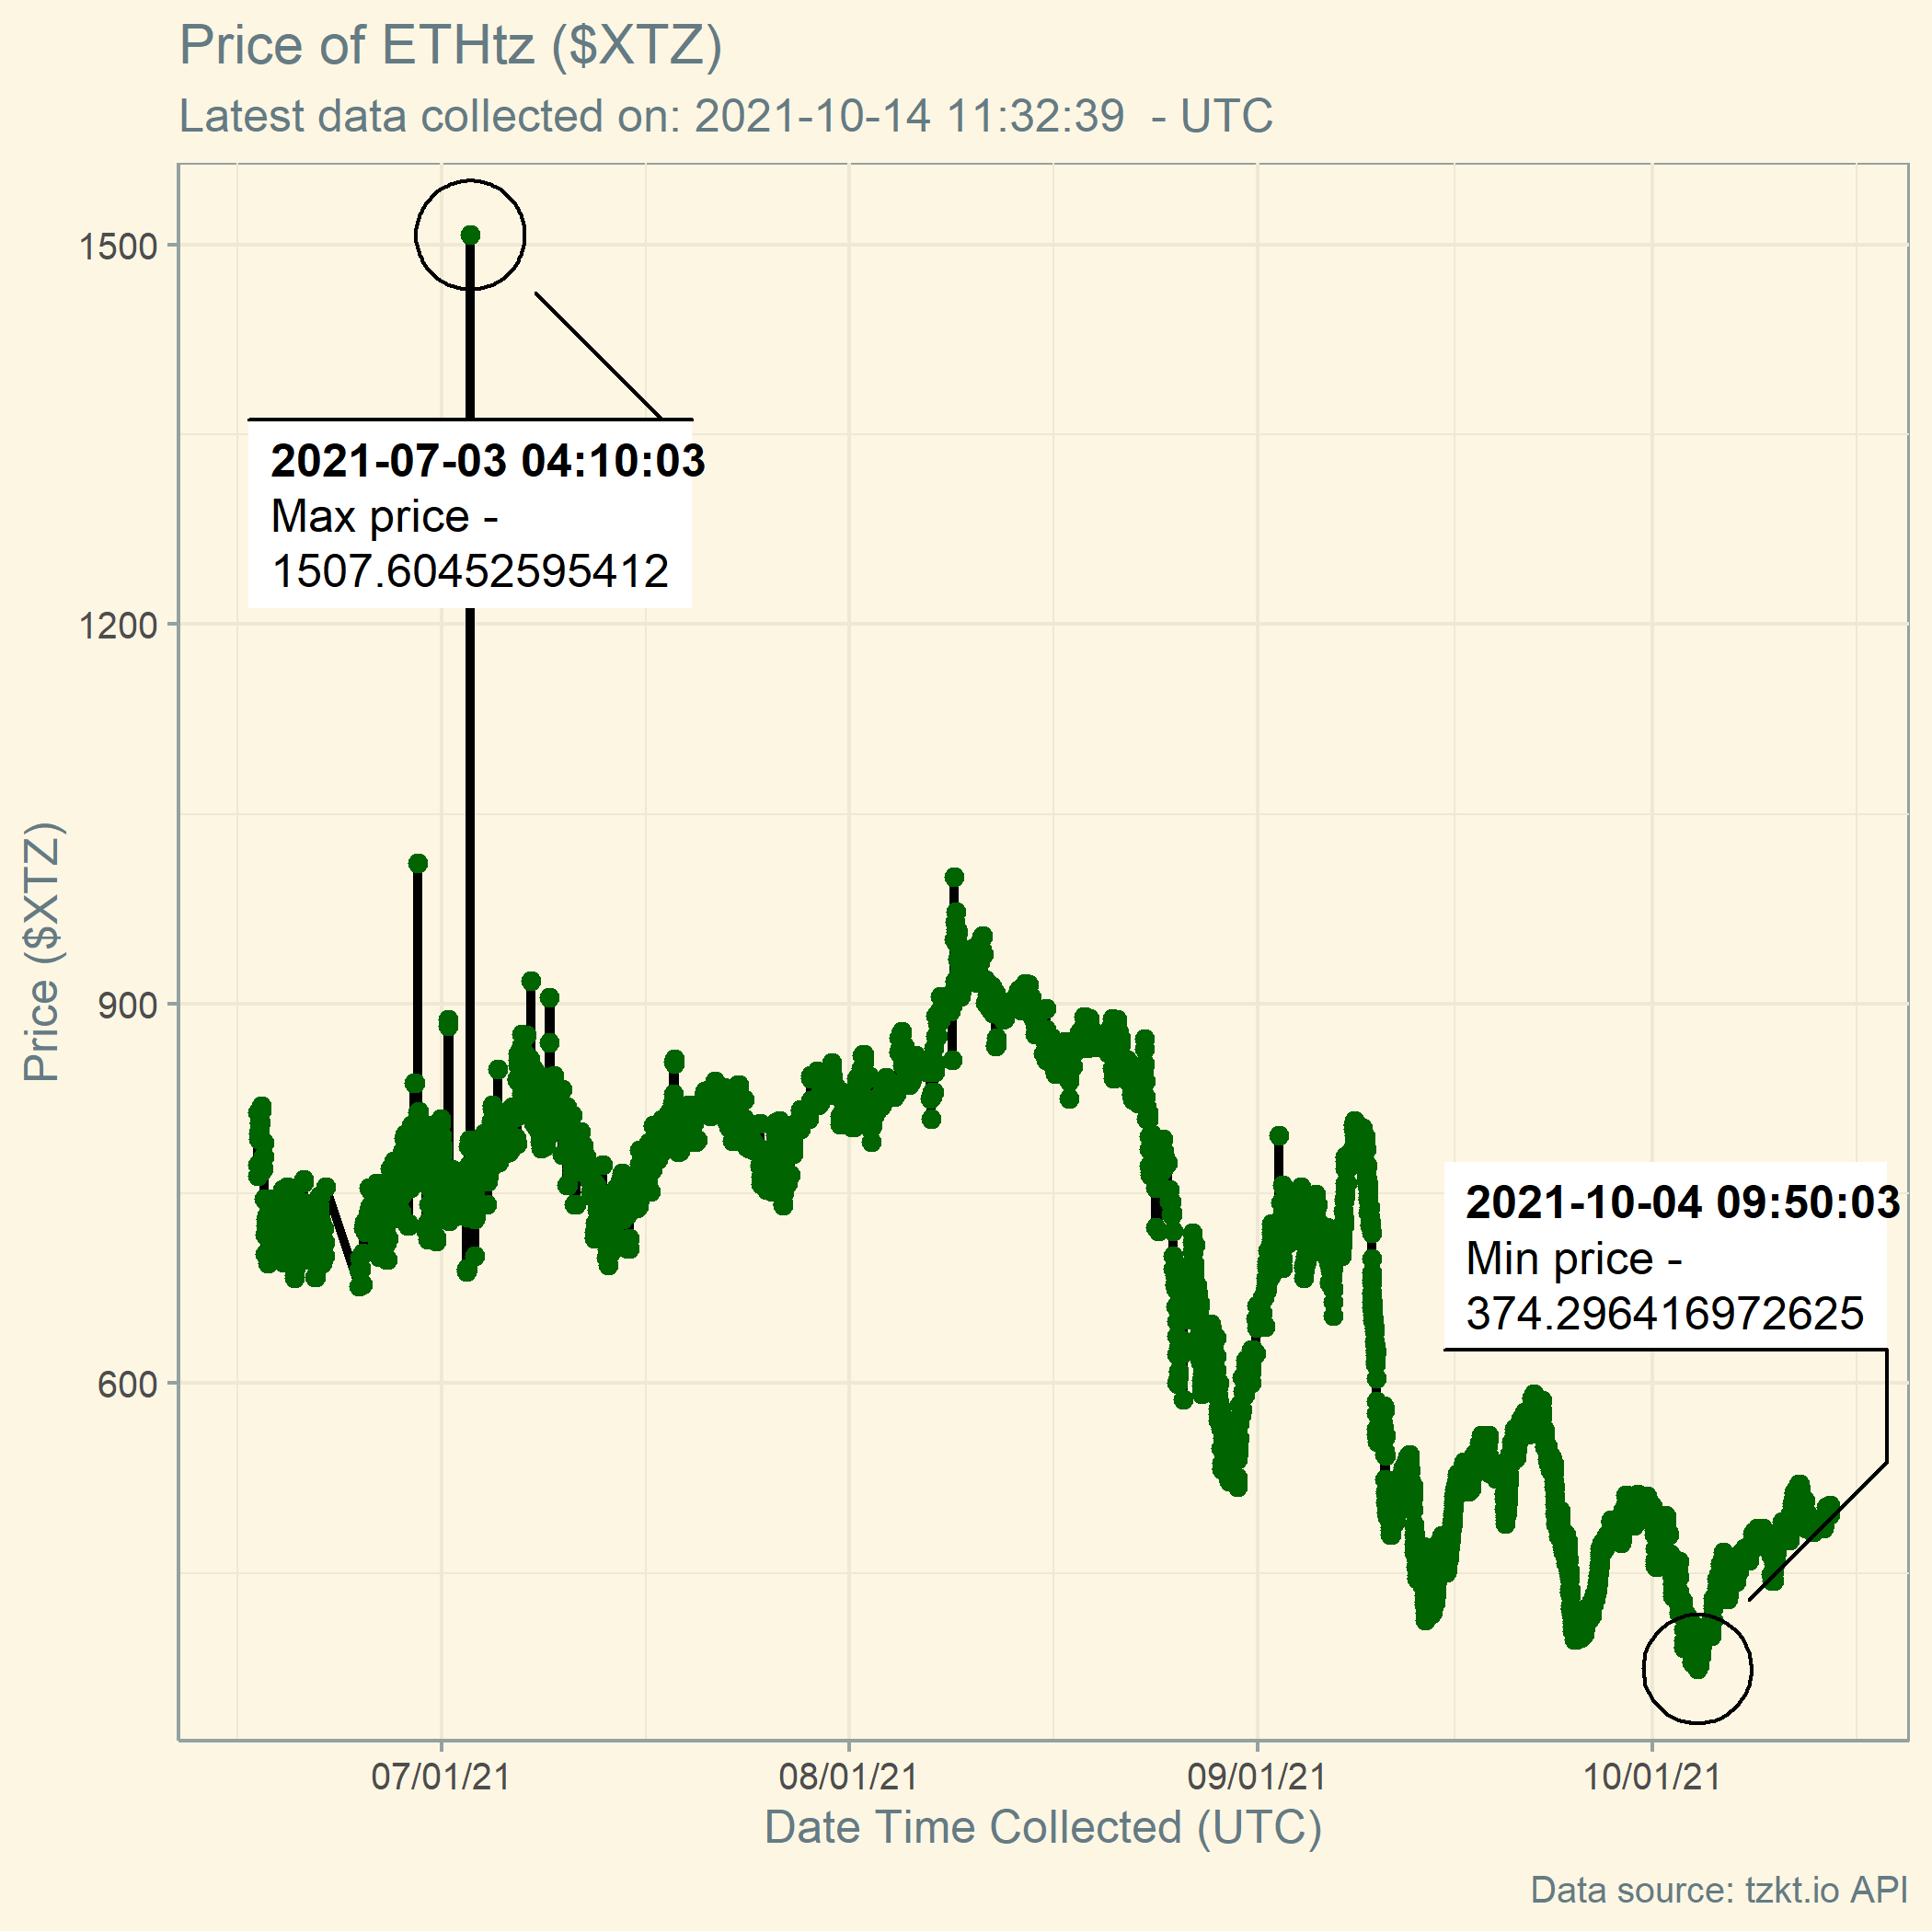 Price of ETHtz ($XTZ)
Latest data collected on: 2021-10-14 11:32:39  - UTC
1500
1200
900
600
Price ($XTZ)
2021-07-03 04:10:03
Max price -
1507.60452595412
2021-10-04 09:50:03
Min price -
374.296416972625
07/01/21
08/01/21
09/01/21
10/01/21
Date Time Collected (UTC)
Data source: tzkt.io API